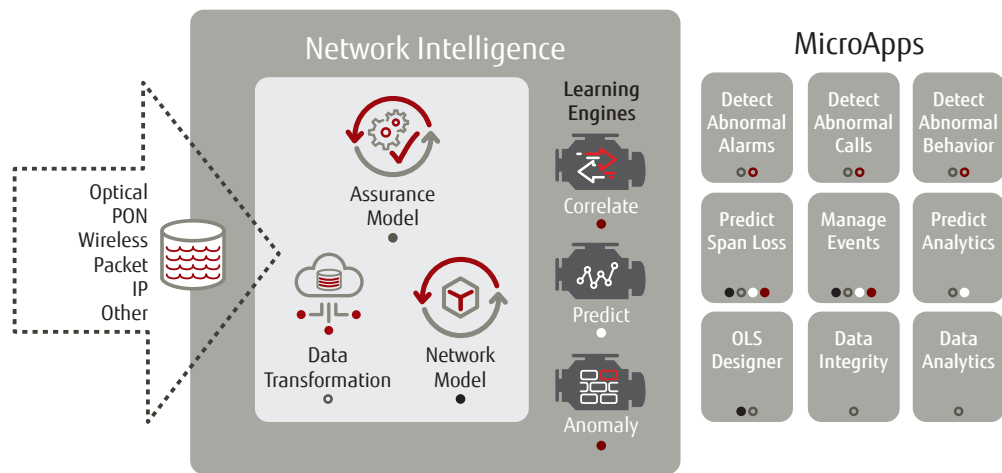 Network Intelligence
Optical
PON
Wireless
Packet
IP
Other
Assurance
Model
Data
Transformation
Network
Model
Learning
Engines
Correlate
Predict
Anomaly
MicroApps
Detect
Abnormal
Alarms
Detect
Abnormal
Calls
Detect
Abnormal
Behavior
Predict
Span Loss
Manage
Events
Predict
Analytics
OLS
Designer
Data
Integrity
Data
Analytics